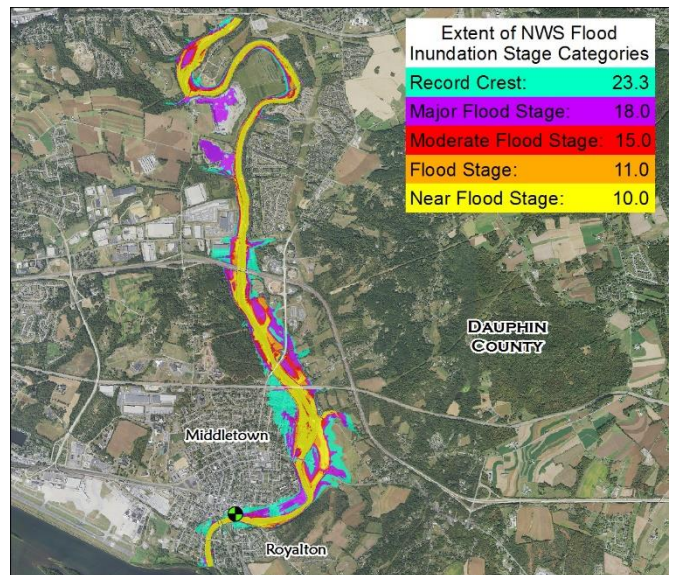 Extent of NWS Flood
Inundation Stage Categories
Record Crest: 23.3
Major Flood Stage: 18.0
Moderate Flood Stage: 15.0
Flood Stage: 11.0
Near Flood Stage: 10.0
DAUPHIN
COUNTY
Middletown
Royalton